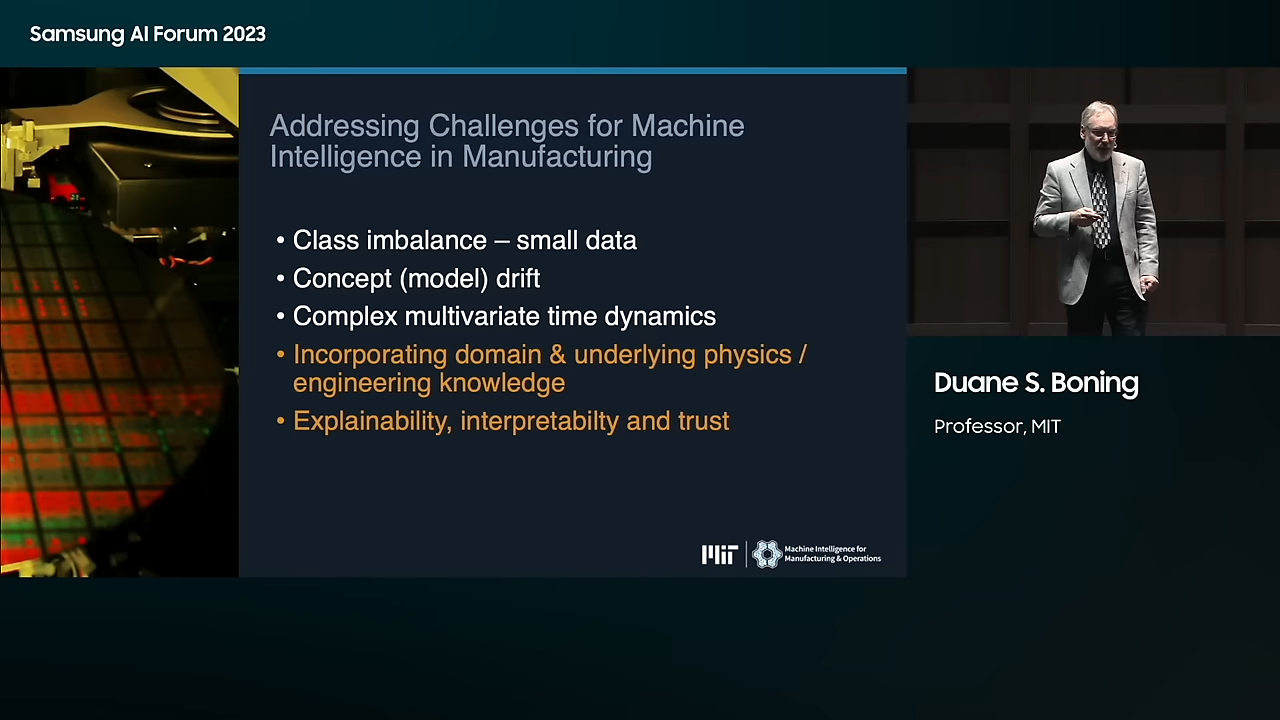 Samsung AI Forum 2023
Addressing Challenges for Machine
Intelligence in Manufacturing
• Class imbalance – small data
• Concept (model) drift
• Complex multivariate time dynamics
• Incorporating domain & underlying physics /
engineering knowledge
• Explainability, interpretabilty and trust
MIT
Machine Intelligence for
Manufacturing & Operations
Duane S. Boning
Professor, MIT